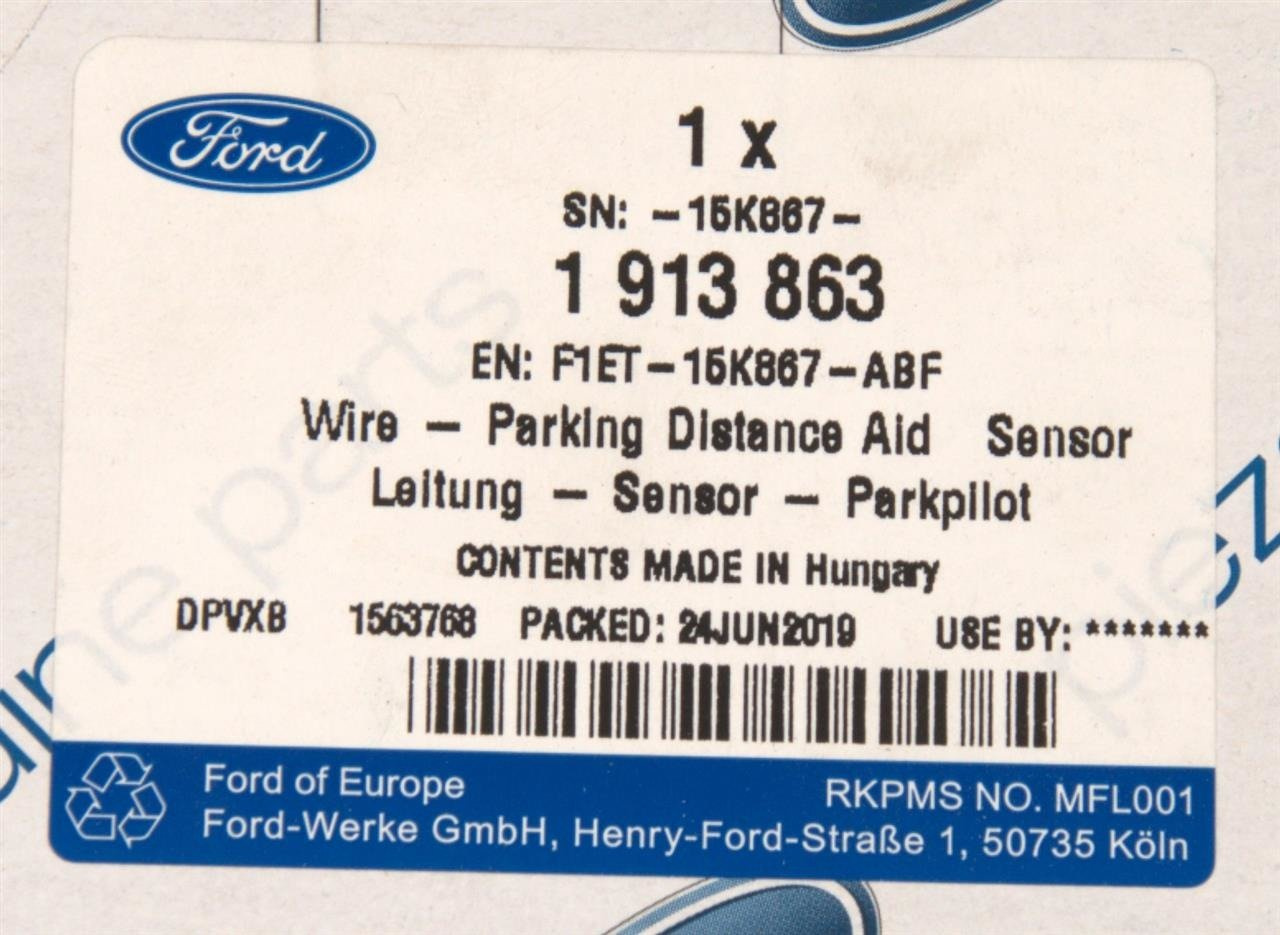 Ford
1 x
SN: -15K867-
1 913 863
EN: F1ET-15K867-ABF
Wire - Parking Distance Aid Sensor
Leitung - Sensor - Parkpilot
CONTENTS MADE IN Hungary
DPVXB 1563768 PACKED: 24JUN2019 USE BY: *******
Ford of Europe
RKPMS NO. MFL001
Ford-Werke GmbH, Henry-Ford-Straße 1, 50735 Köln